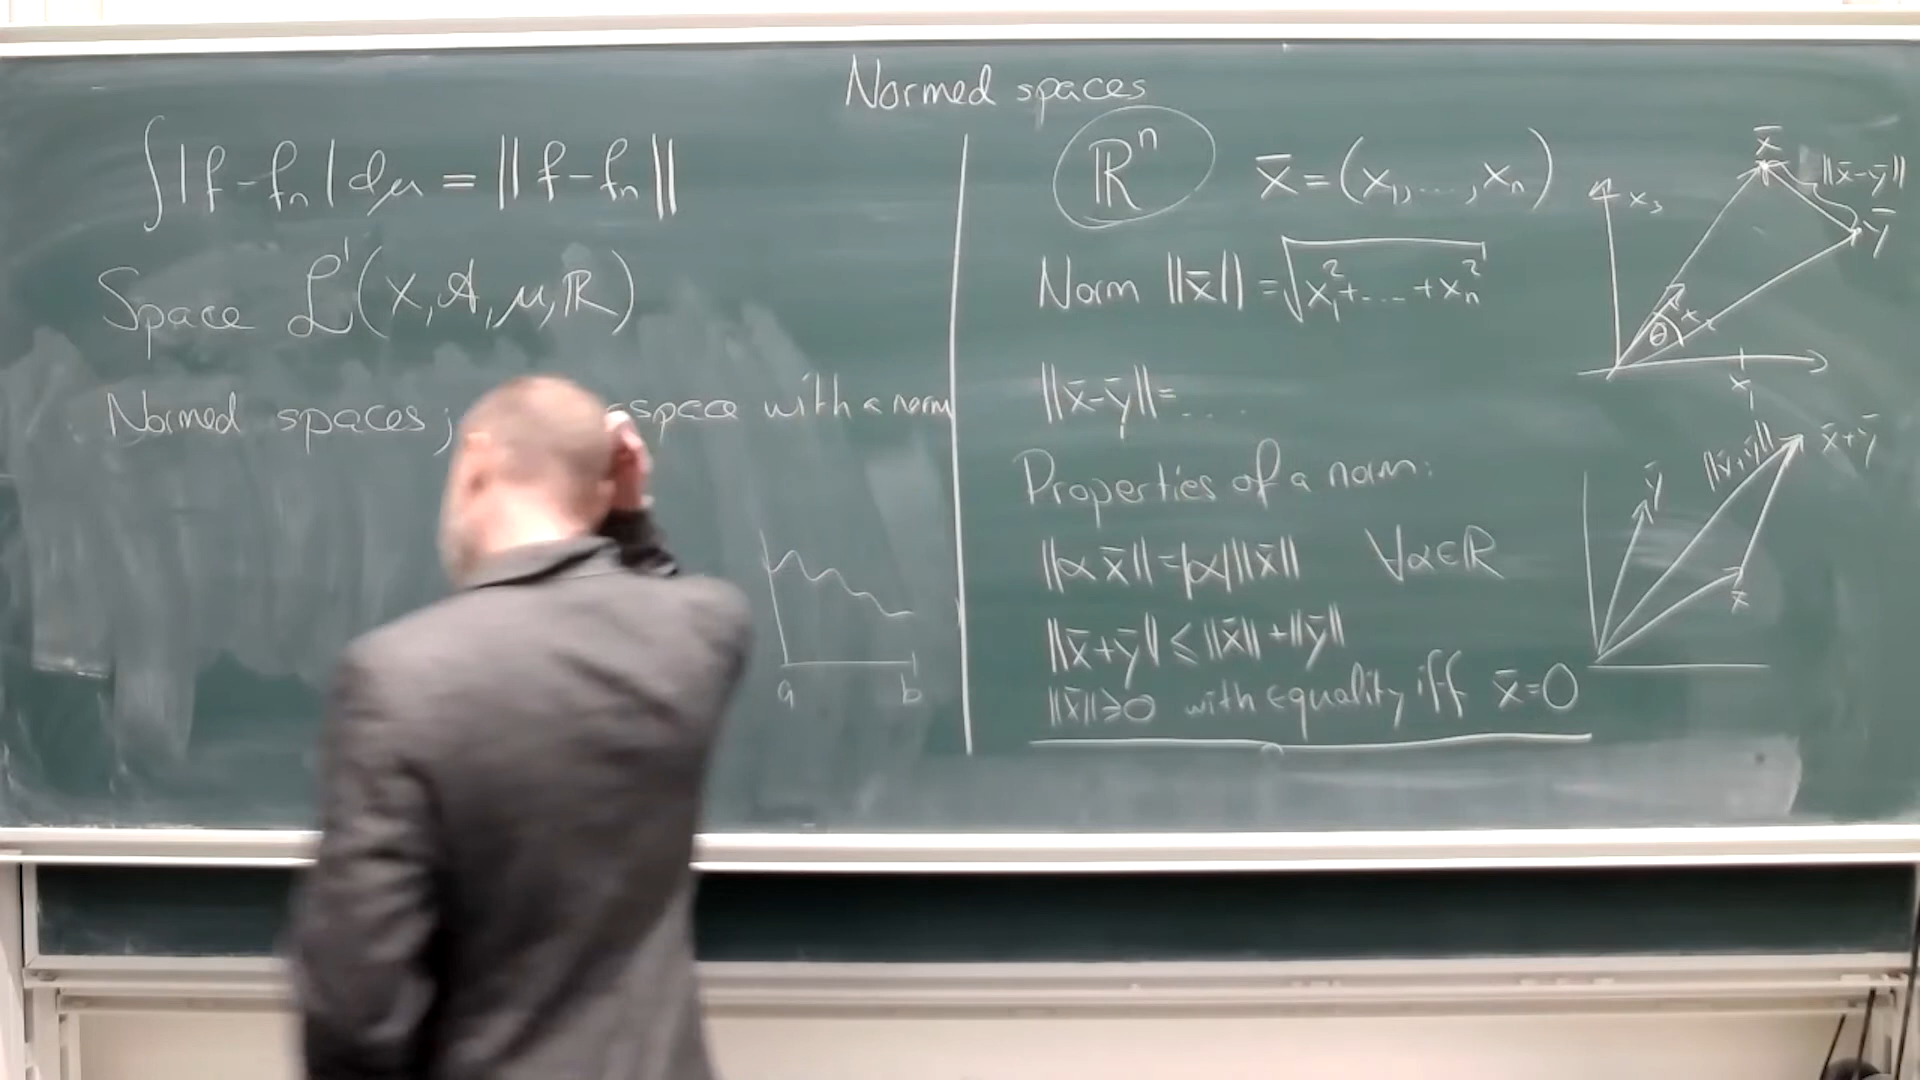 Normed spaces
∫|f-fₙ|dμ = ||f-fₙ||
Space ℒ¹(X,𝒜,μ,ℝ)
Normed spaces; space with a norm
a b
ℝⁿ x̄=(x₁,...,xₙ)
Norm ||x̄|| = √x₁²+...+xₙ²
||x̄-ȳ||=....
Properties of a norm:
||αx̄||=|α|||x̄|| ∀α∈ℝ
||x̄+ȳ|| ≤ ||x̄||+||ȳ||
||x̄||≥0 with equality iff x̄=0
x̄ ||x̄-ȳ||
ȳ
θ
x₁
ȳ ||x̄+ȳ|| x̄+ȳ
x̄